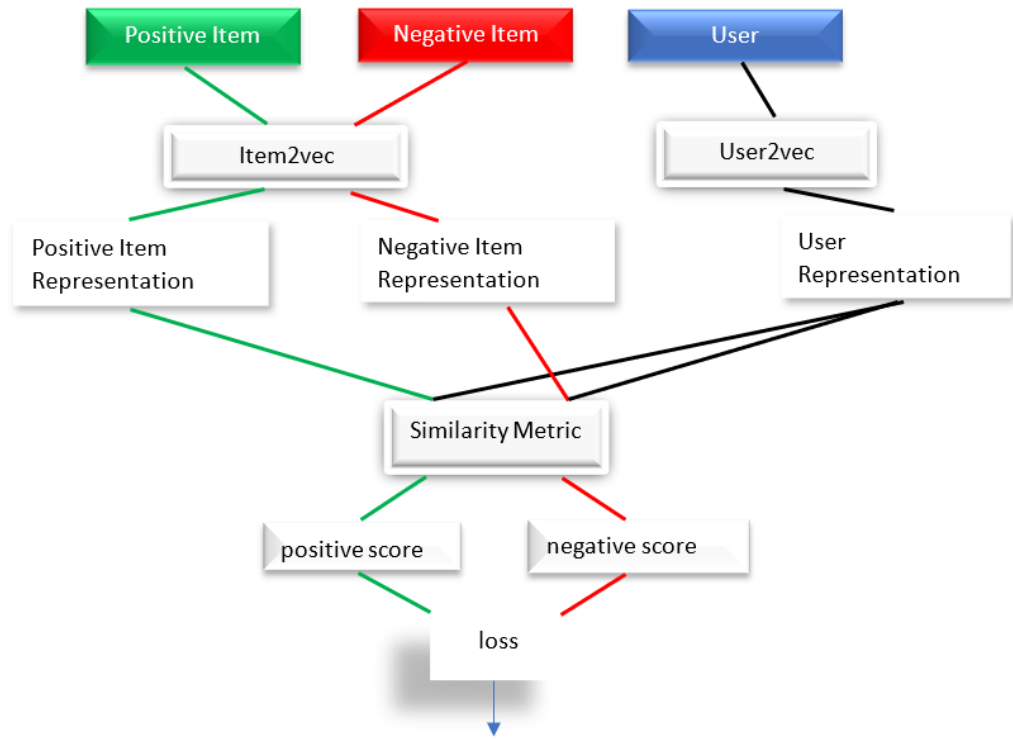 Positive Item
Negative Item
User
Item2vec
User2vec
Positive Item
Representation
Negative Item
Representation
User
Representation
Similarity Metric
positive score
negative score
loss